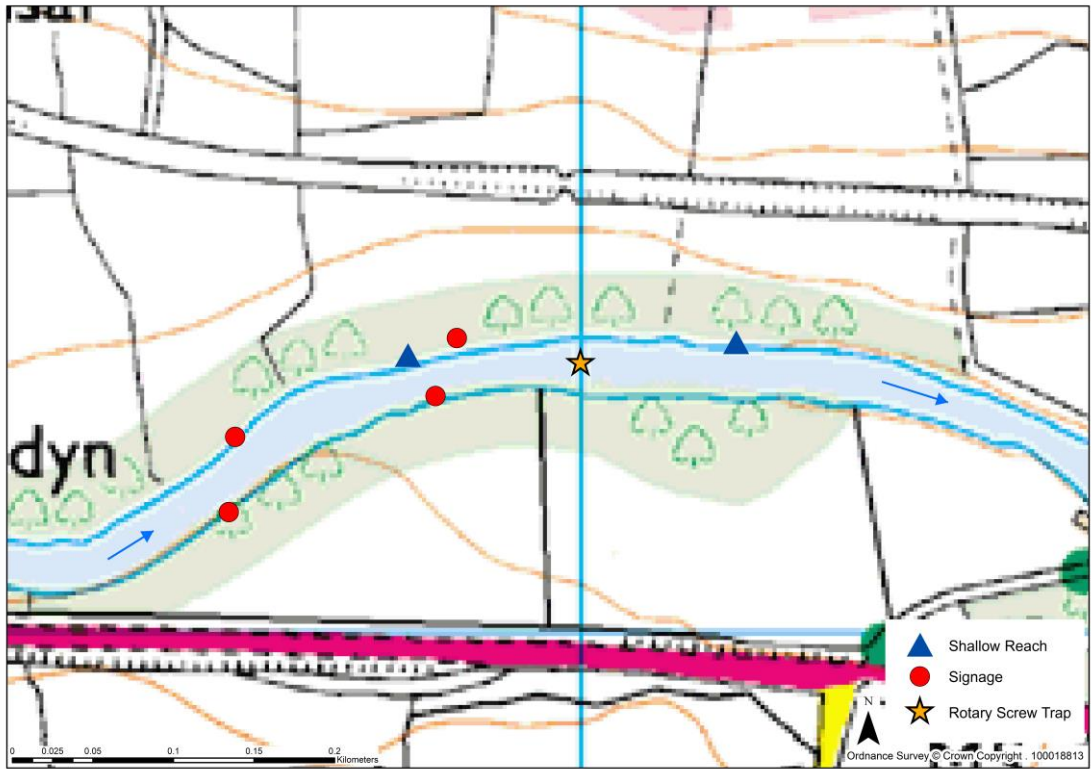 dyn
Shallow Reach
Signage
Rotary Screw Trap
N
0 0.025 0.05 0.1 0.15 0.2
Kilometers
Ordnance Survey © Crown Copyright . 100018813